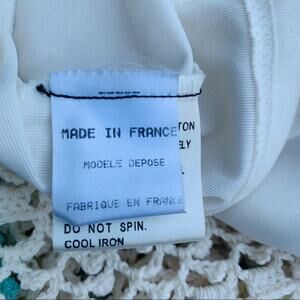 MADE IN FRANCE
TON
ELY
MODELE DEPOSE
FABRIQUE EN FRANCE
DO NOT SPIN.
COOL IRON